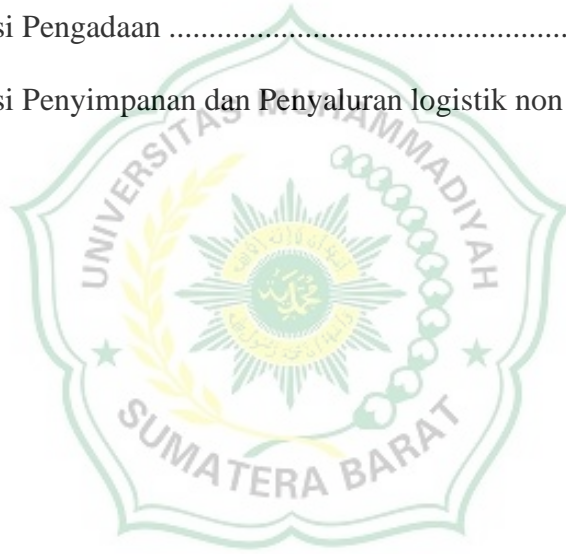 si Pengadaan ................................................
si Penyimpanan dan Penyaluran logistik non
UNIVERSITAS MUHAMMADIYAH
SUMATERA BARAT